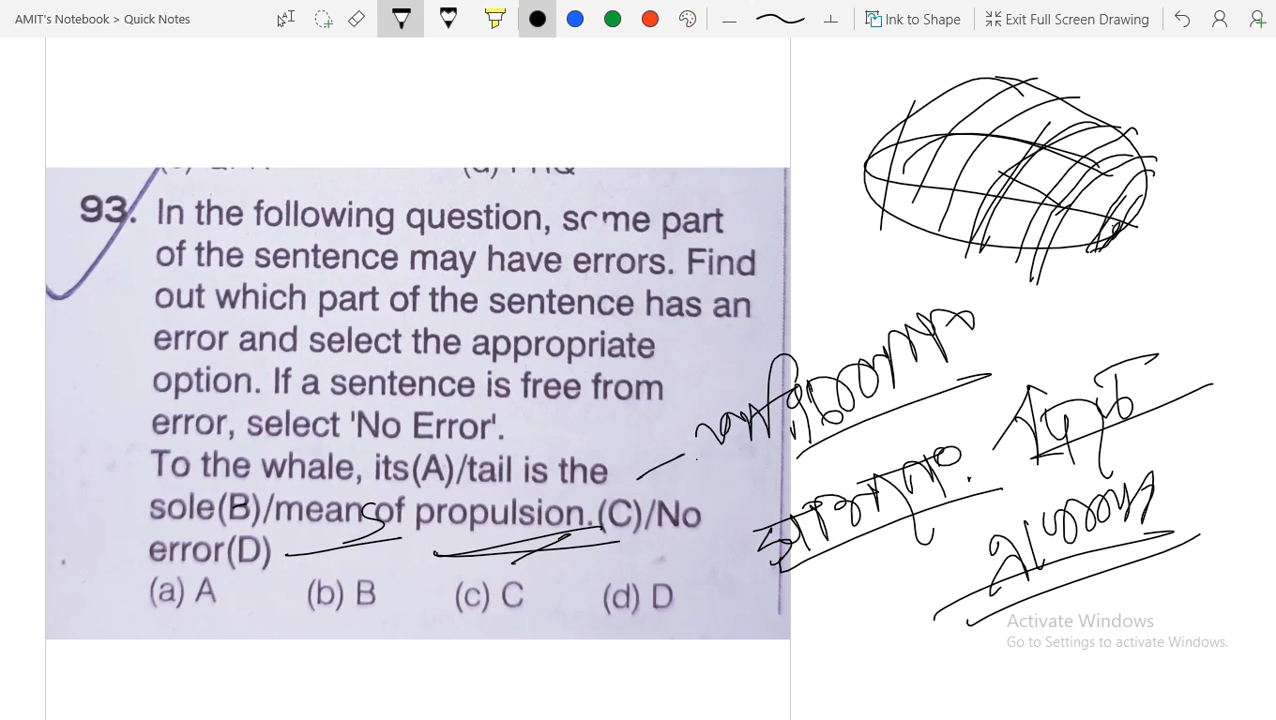 AMIT's Notebook > Quick Notes
Ink to Shape
Exit Full Screen Drawing
93. In the following question, some part
of the sentence may have errors. Find
out which part of the sentence has an
error and select the appropriate
option. If a sentence is free from
error, select 'No Error'.
To the whale, its(A)/tail is the
sole(B)/means of propulsion.(C)/No
error(D)
(a) A (b) B (c) C (d) D
Activate Windows
Go to Settings to activate Windows.